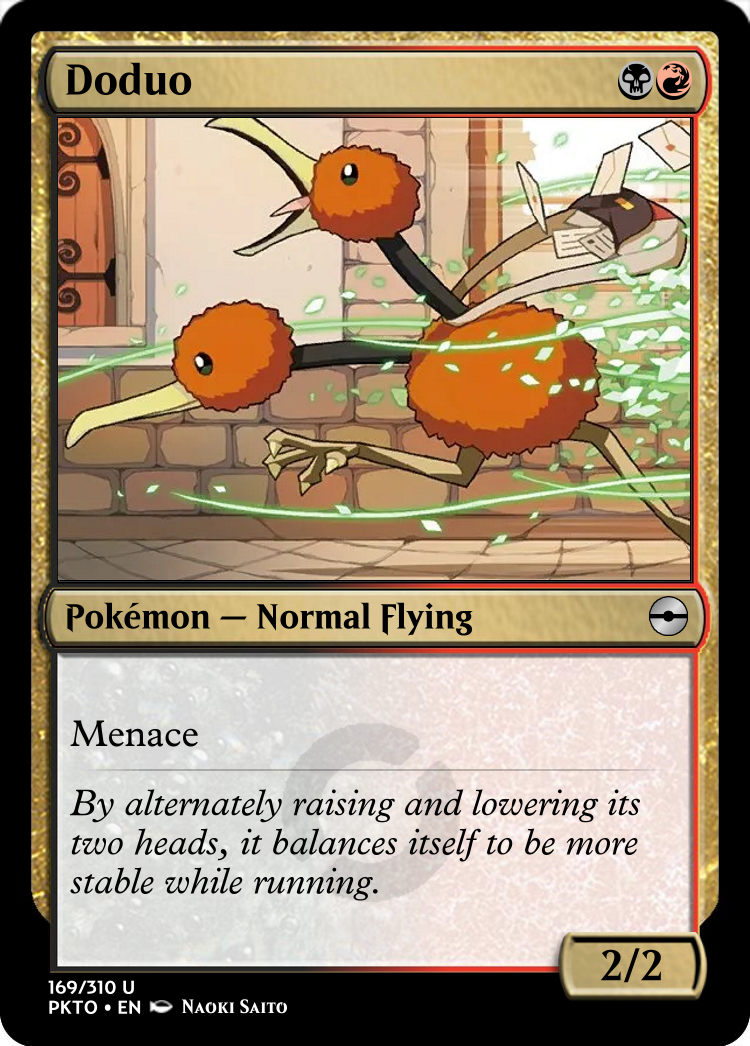 Doduo
Pokémon — Normal Flying
Menace
By alternately raising and lowering its
two heads, it balances itself to be more
stable while running.
2/2
169/310 U
PKTO • EN Naoki Saito